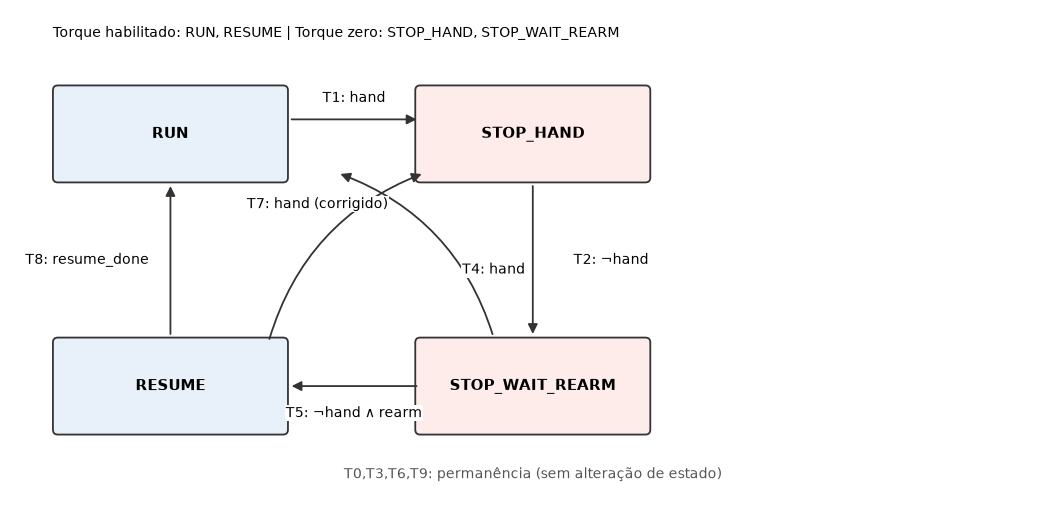 Torque habilitado: RUN, RESUME | Torque zero: STOP_HAND, STOP_WAIT_REARM
T1: hand
RUN
STOP_HAND
T7: hand (corrigido)
T8: resume_done
T4: hand
T2: ¬hand
RESUME
STOP_WAIT_REARM
T5: ¬hand ∧ rearm
T0,T3,T6,T9: permanência (sem alteração de estado)